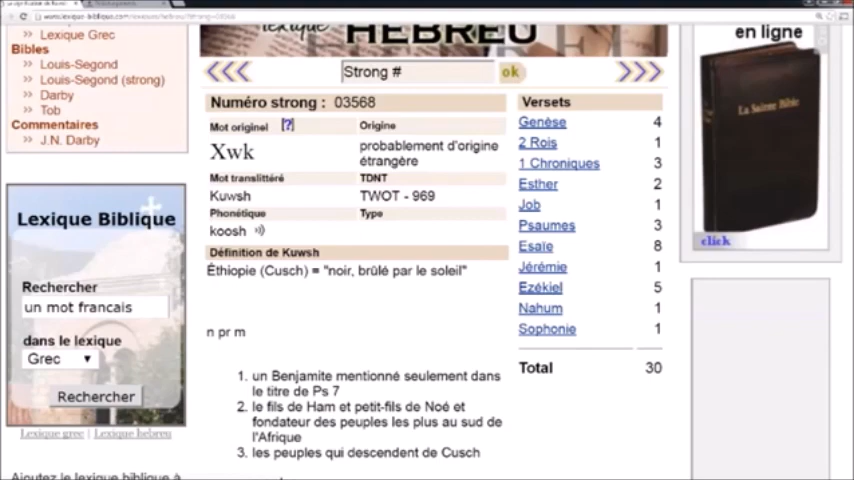 Lexique Grec
Bibles
Louis-Segond
Louis-Segond (strong)
Darby
Tob
Commentaires
J.N. Darby
Lexique Biblique
Rechercher
un mot francais
dans le lexique
Grec
Rechercher
Lexique grec | Lexique hebreu
Ajoutez le lexique biblique à
lexique HEBREU
Strong #
ok
Numéro strong : 03568
Mot originel [?] Origine
Xwk probablement d'origine
étrangère
Mot translittéré TDNT
Kuwsh TWOT - 969
Phonétique Type
koosh
Définition de Kuwsh
Éthiopie (Cusch) = "noir, brûlé par le soleil"
n pr m
1. un Benjamite mentionné seulement dans
le titre de Ps 7
2. le fils de Ham et petit-fils de Noé et
fondateur des peuples les plus au sud de
l'Afrique
3. les peuples qui descendent de Cusch
Versets
Genèse 4
2 Rois 1
1 Chroniques 3
Esther 2
Job 1
Psaumes 3
Esaïe 8
Jérémie 1
Ezékiel 5
Nahum 1
Sophonie 1
Total 30
en ligne
La Sainte Bible
click